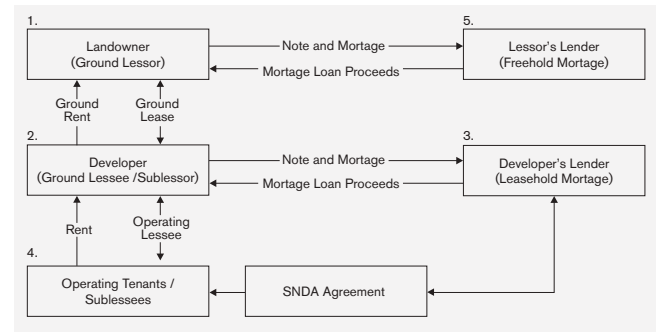 1.
Landowner
(Ground Lessor)
Note and Mortage
Mortage Loan Proceeds
5.
Lessor's Lender
(Freehold Mortage)
Ground
Rent
Ground
Lease
2.
Developer
(Ground Lessee /Sublessor)
Note and Mortage
Mortage Loan Proceeds
3.
Developer's Lender
(Leasehold Mortage)
Rent
Operating
Lessee
4.
Operating Tenants /
Sublessees
SNDA Agreement